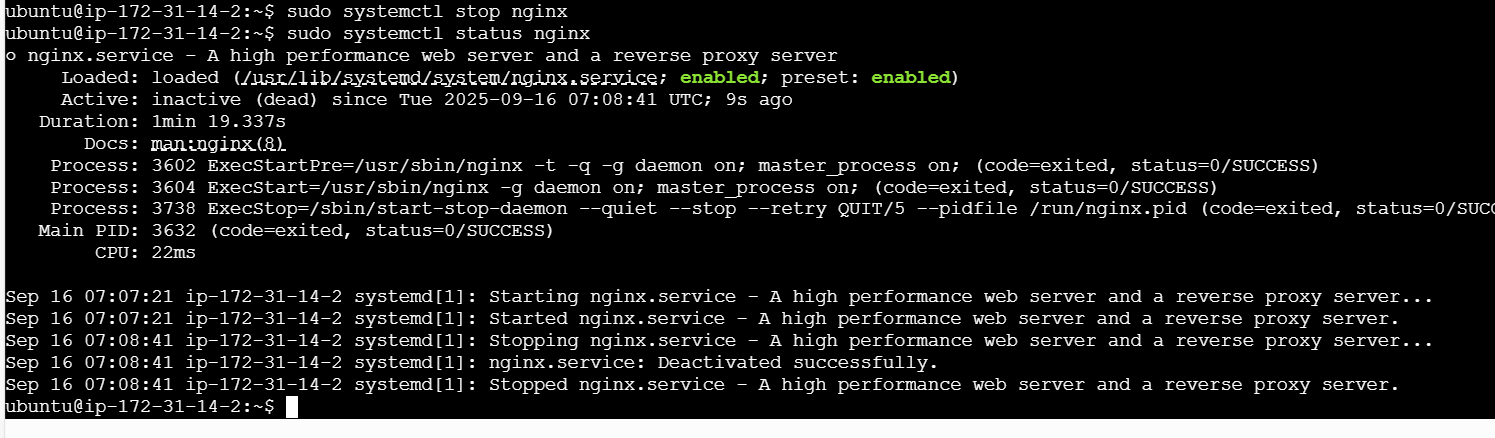 ubuntu@ip-172-31-14-2:~$ sudo systemctl stop nginx
ubuntu@ip-172-31-14-2:~$ sudo systemctl status nginx
○ nginx.service - A high performance web server and a reverse proxy server
     Loaded: loaded (/usr/lib/systemd/system/nginx.service; enabled; preset: enabled)
     Active: inactive (dead) since Tue 2025-09-16 07:08:41 UTC; 9s ago
   Duration: 1min 19.337s
       Docs: man:nginx(8)
    Process: 3602 ExecStartPre=/usr/sbin/nginx -t -q -g daemon on; master_process on; (code=exited, status=0/SUCCESS)
    Process: 3604 ExecStart=/usr/sbin/nginx -g daemon on; master_process on; (code=exited, status=0/SUCCESS)
    Process: 3738 ExecStop=/sbin/start-stop-daemon --quiet --stop --retry QUIT/5 --pidfile /run/nginx.pid (code=exited, status=0/SUC
   Main PID: 3632 (code=exited, status=0/SUCCESS)
        CPU: 22ms

Sep 16 07:07:21 ip-172-31-14-2 systemd[1]: Starting nginx.service - A high performance web server and a reverse proxy server...
Sep 16 07:07:21 ip-172-31-14-2 systemd[1]: Started nginx.service - A high performance web server and a reverse proxy server.
Sep 16 07:08:41 ip-172-31-14-2 systemd[1]: Stopping nginx.service - A high performance web server and a reverse proxy server...
Sep 16 07:08:41 ip-172-31-14-2 systemd[1]: nginx.service: Deactivated successfully.
Sep 16 07:08:41 ip-172-31-14-2 systemd[1]: Stopped nginx.service - A high performance web server and a reverse proxy server.
ubuntu@ip-172-31-14-2:~$